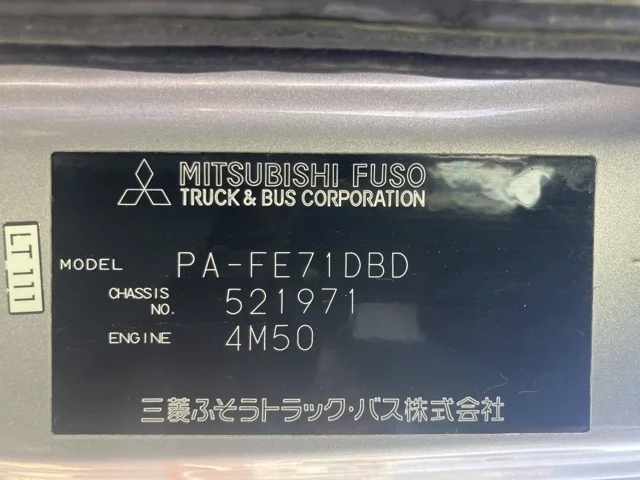 MITSUBISHI FUSO
TRUCK & BUS CORPORATION
LT111
MODEL PA-FE71DBD
CHASSIS NO. 521971
ENGINE 4M50
三菱ふそうトラック・バス株式会社